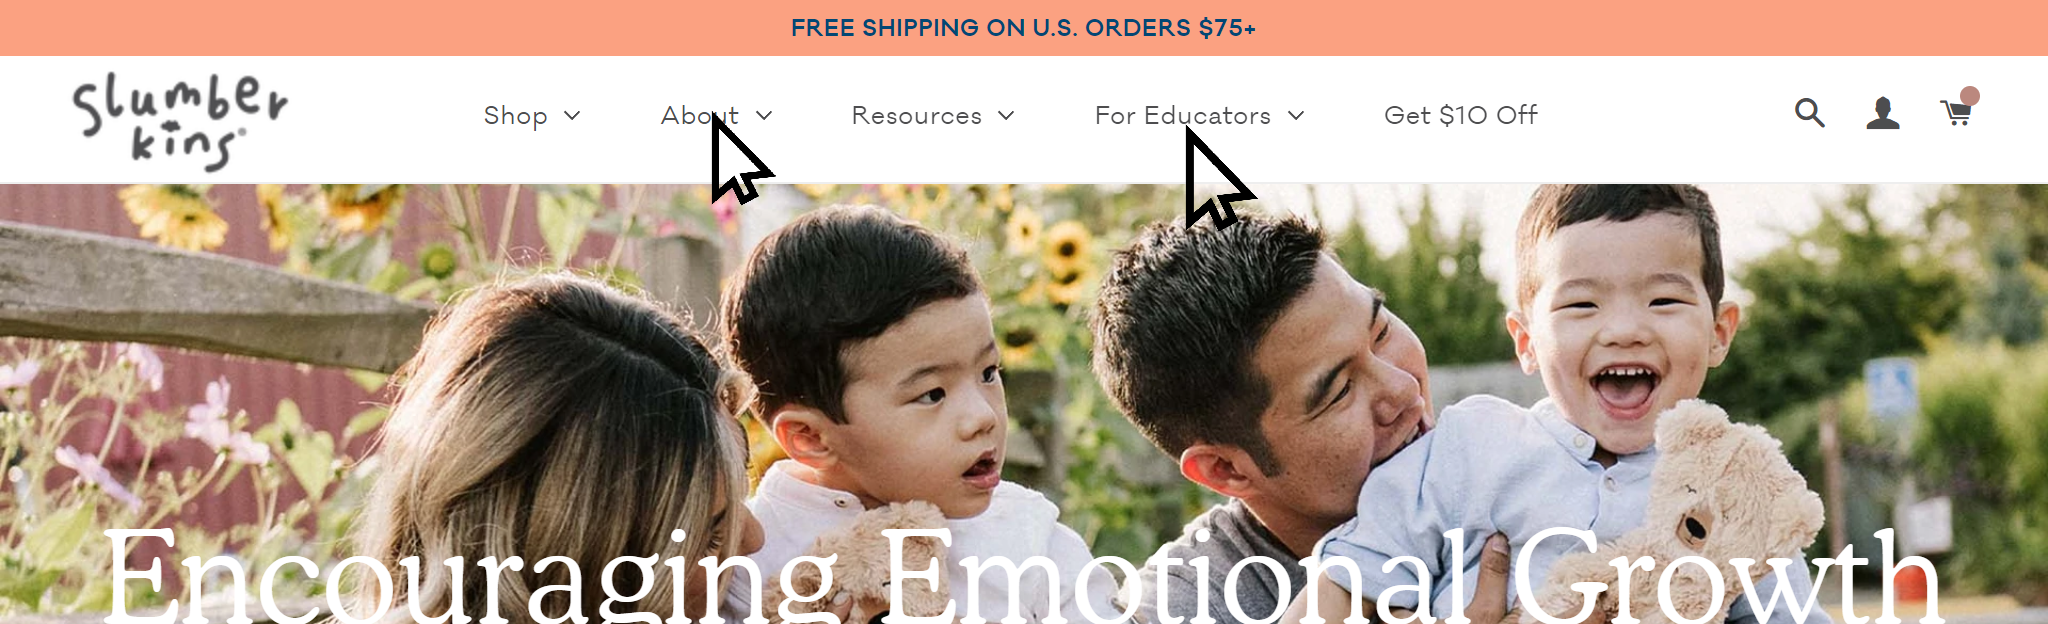 FREE SHIPPING ON U.S. ORDERS $75+
slumber
kins®
Shop About Resources For Educators Get $10 Off
Encouraging Emotional Growth